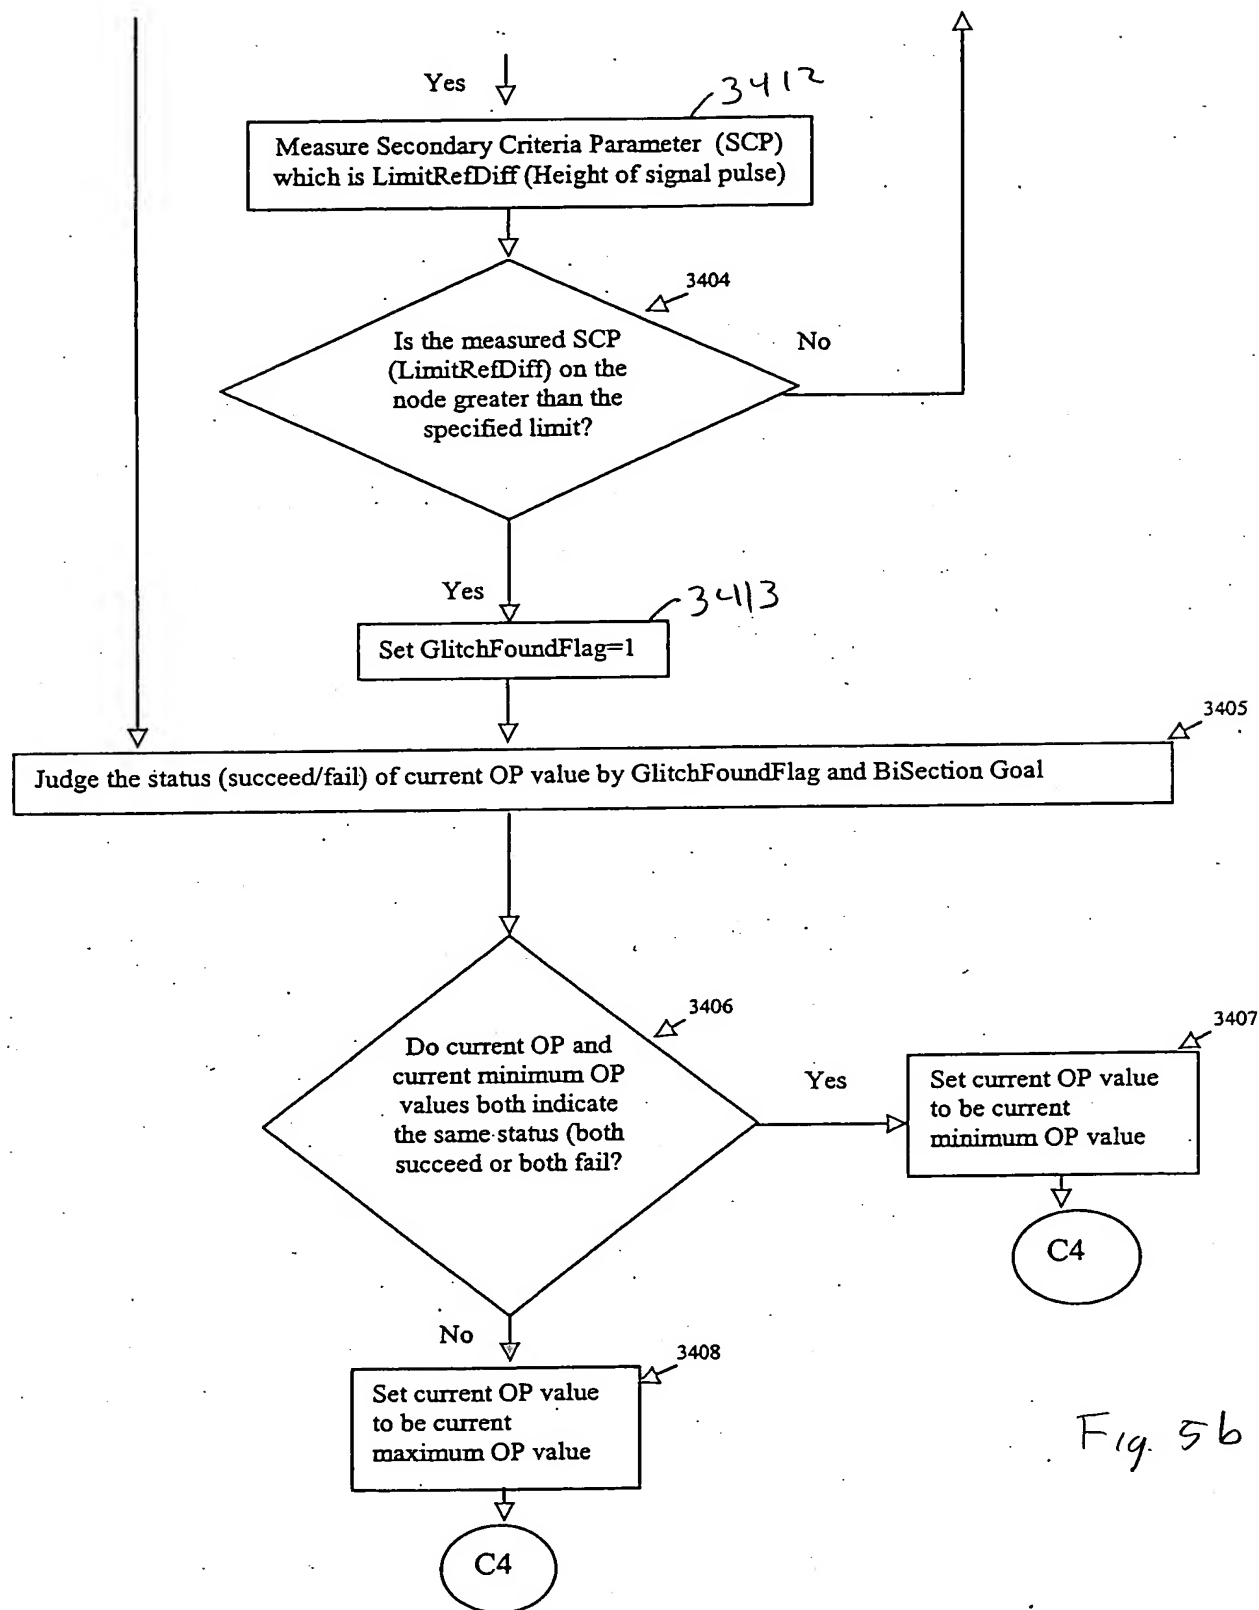 Yes
3412
Measure Secondary Criteria Parameter (SCP)
which is LimitRefDiff (Height of signal pulse)
3404
Is the measured SCP
(LimitRefDiff) on the
node greater than the
specified limit?
No
Yes
3413
Set GlitchFoundFlag=1
3405
Judge the status (succeed/fail) of current OP value by GlitchFoundFlag and BiSection Goal
3406
Do current OP and
current minimum OP
values both indicate
the same status (both
succeed or both fail?
Yes
3407
Set current OP value
to be current
minimum OP value
C4
No
3408
Set current OP value
to be current
maximum OP value
C4
Fig. 5b